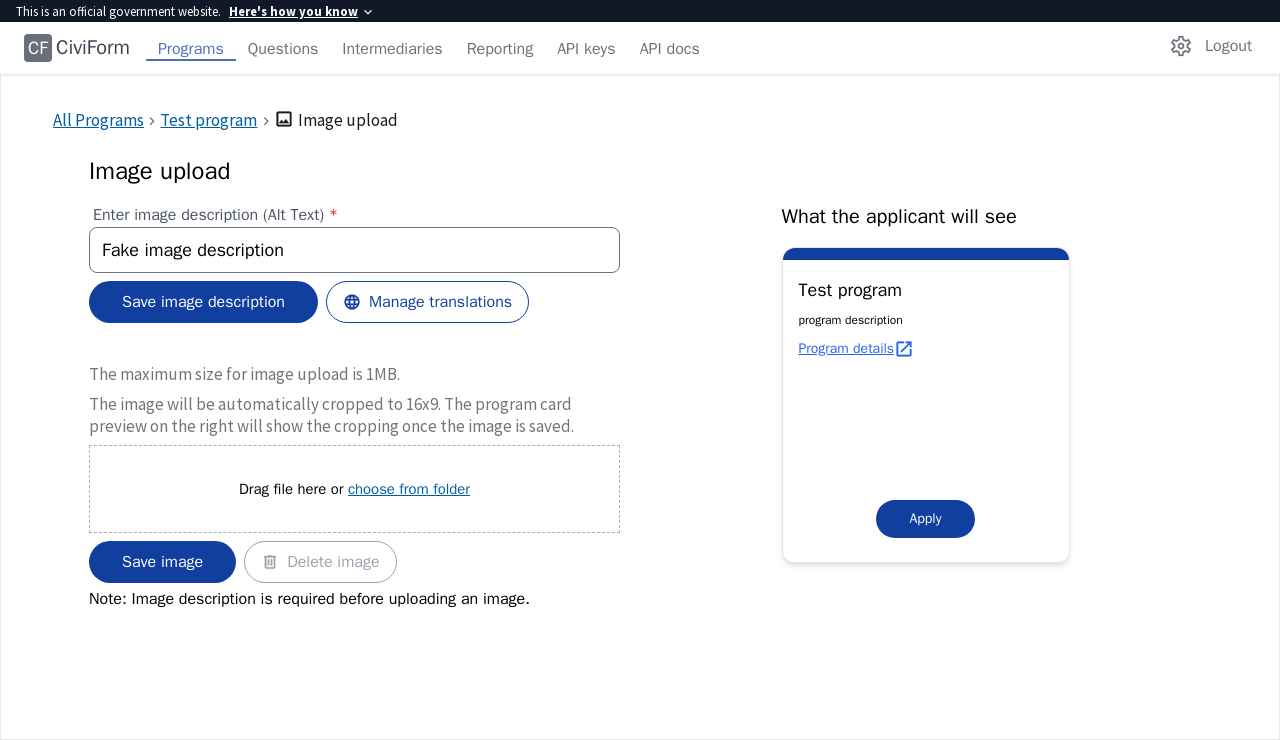 This is an official government website. Here's how you know
CF CiviForm Programs Questions Intermediaries Reporting API keys API docs Logout
All Programs Test program Image upload
Image upload
Enter image description (Alt Text) *
Fake image description
Save image description Manage translations
The maximum size for image upload is 1MB.
The image will be automatically cropped to 16x9. The program card
preview on the right will show the cropping once the image is saved.
Drag file here or choose from folder
Save image Delete image
Note: Image description is required before uploading an image.
What the applicant will see
Test program
program description
Program details
Apply